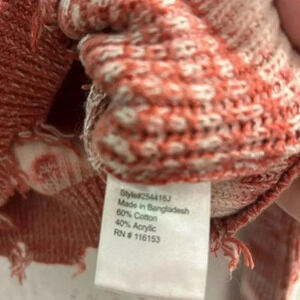 Style#254416J
Made in Bangladesh
60% Cotton
40% Acrylic
RN # 116153